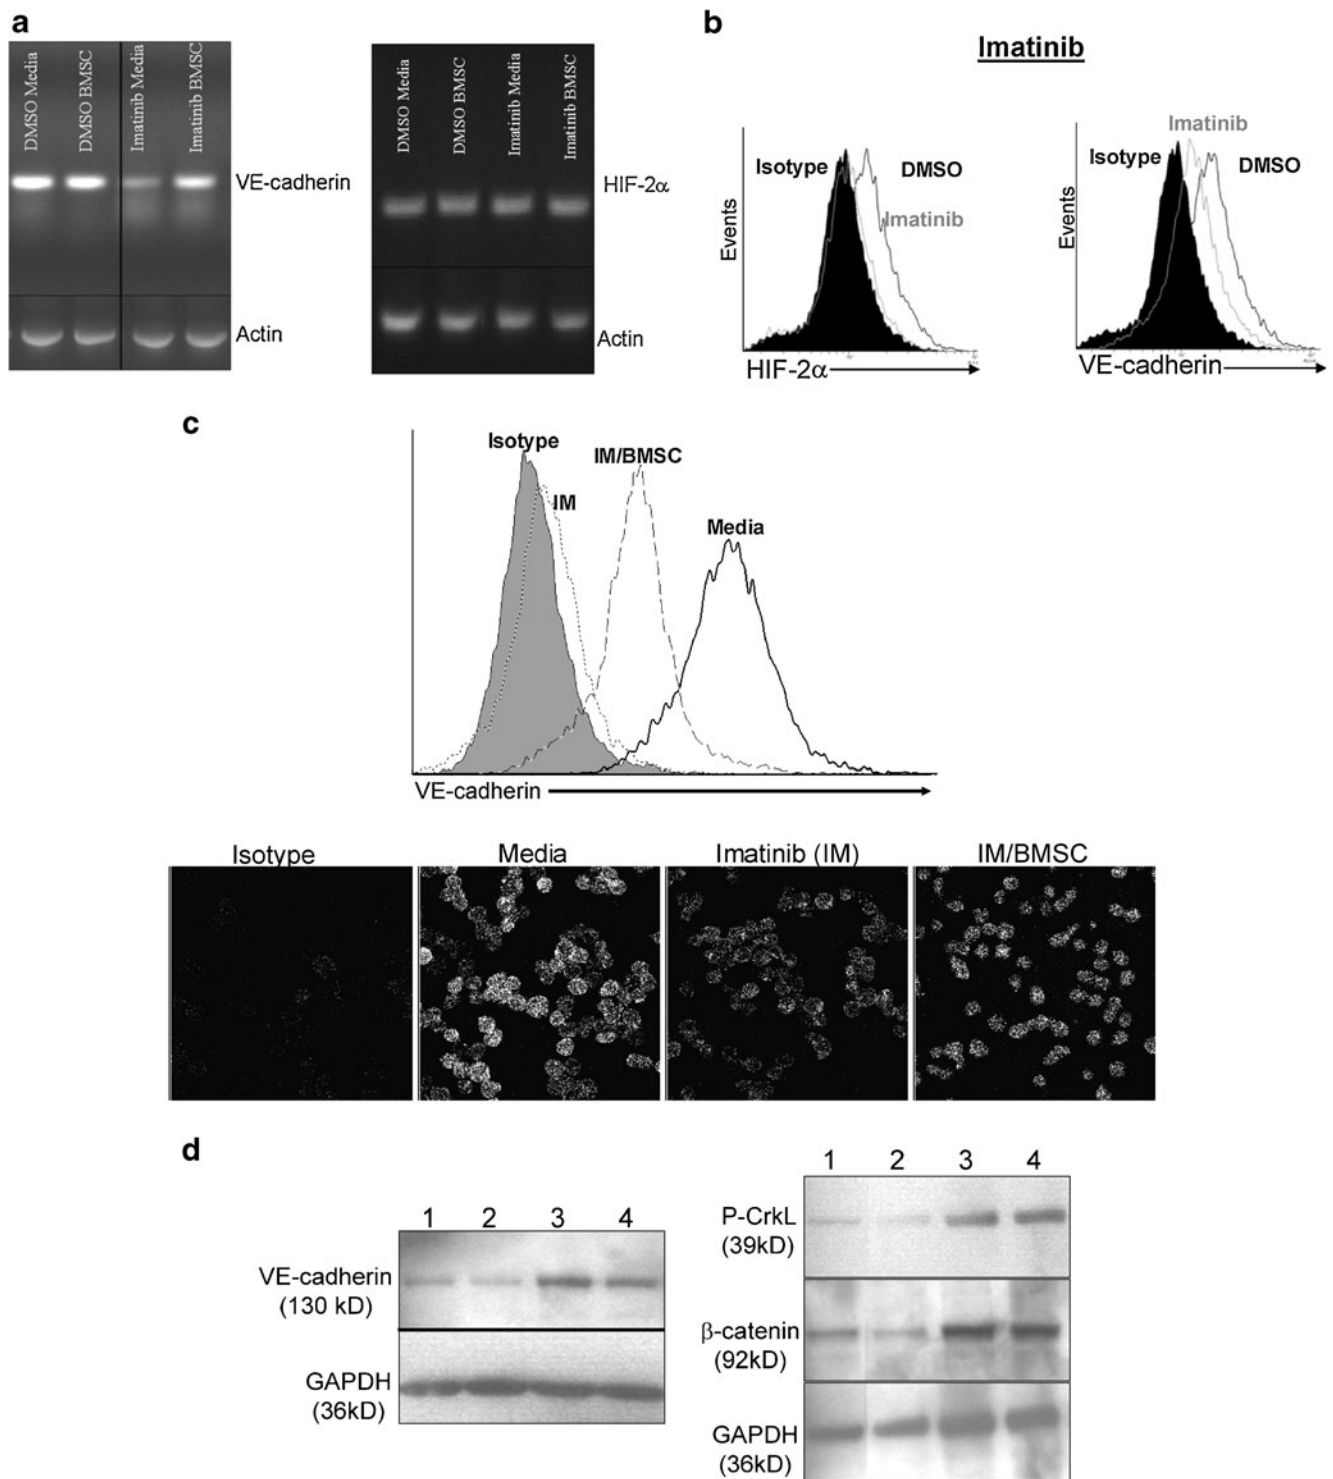 a
DMSO Media
DMSO BMSC
Imatinib Media
Imatinib BMSC
VE-cadherin
Actin
DMSO Media
DMSO BMSC
Imatinib Media
Imatinib BMSC
HIF-2α
Actin
b
Imatinib
Isotype
DMSO
Imatinib
Events
HIF-2α
Imatinib
Isotype
DMSO
Events
VE-cadherin
c
Isotype
IM
IM/BMSC
Media
VE-cadherin
Isotype
Media
Imatinib (IM)
IM/BMSC
d
1 2 3 4
VE-cadherin
(130 kD)
GAPDH
(36kD)
1 2 3 4
P-CrkL
(39kD)
β-catenin
(92kD)
GAPDH
(36kD)